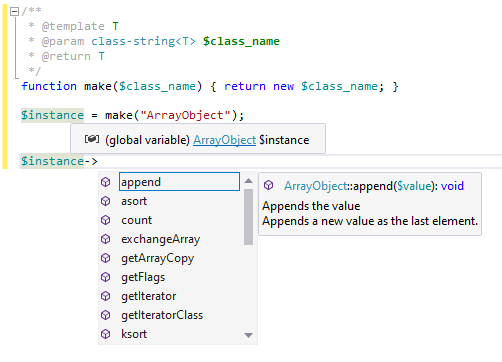 /**
* @template T
* @param class-string<T> $class_name
* @return T
*/
function make($class_name) { return new $class_name; }
$instance = make("ArrayObject");
(global variable) ArrayObject $instance
$instance->
append
asort
count
exchangeArray
getArrayCopy
getFlags
getIterator
getIteratorClass
ksort
ArrayObject::append($value): void
Appends the value
Appends a new value as the last element.